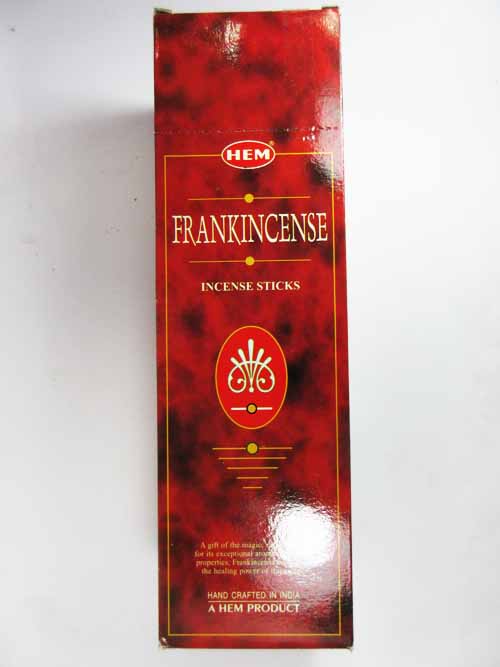 HEM
FRANKINCENSE
INCENSE STICKS
A gift of the magic,
for its exceptional
properties, Frankincense
the healing power of
HAND CRAFTED IN INDIA
A HEM PRODUCT